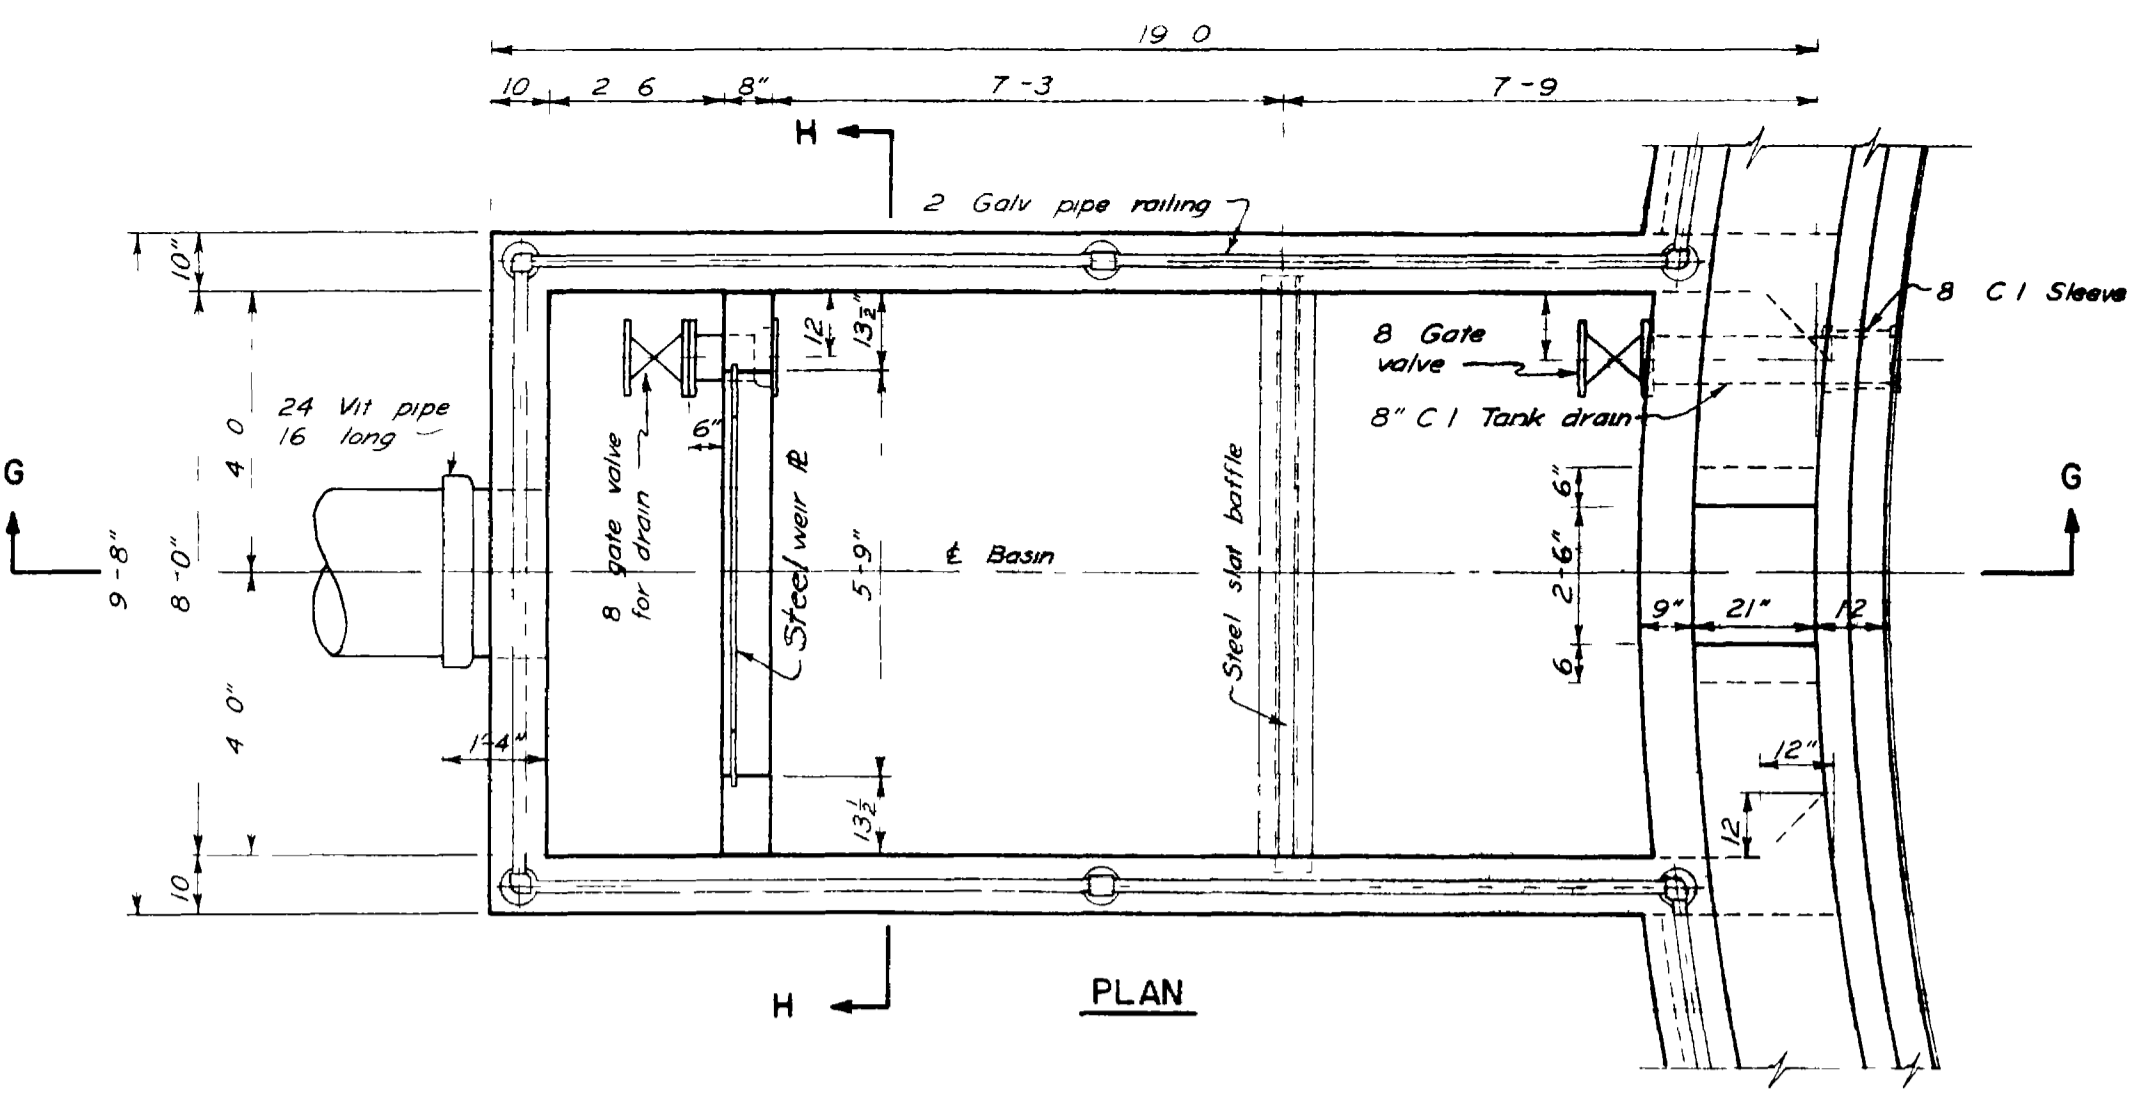 19 0
10 2 6 8" 7-3 7-9
H
2 Galv pipe railing
10"
12
13½"
8 C I Sleeve
8 Gate
valve
8" C I Tank drain
24 Vit pipe
16 long
6"
4 0
G
G
9-8"
8-0"
8 gate valve
for drain
Steel weir PL
5-9"
℄ Basin
Steel slat baffle
6"
2-6"
9" 21" 12
6
4 0"
1-4"
12"
12
13½
10
H
PLAN